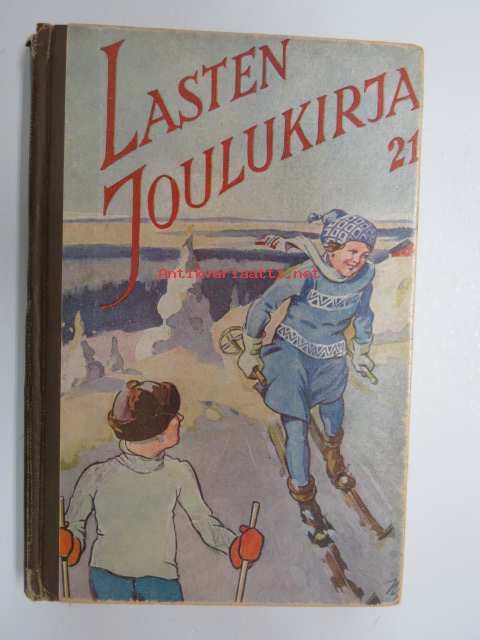 LASTEN
JOULUKIRJA
21
Antikvariaatti.net